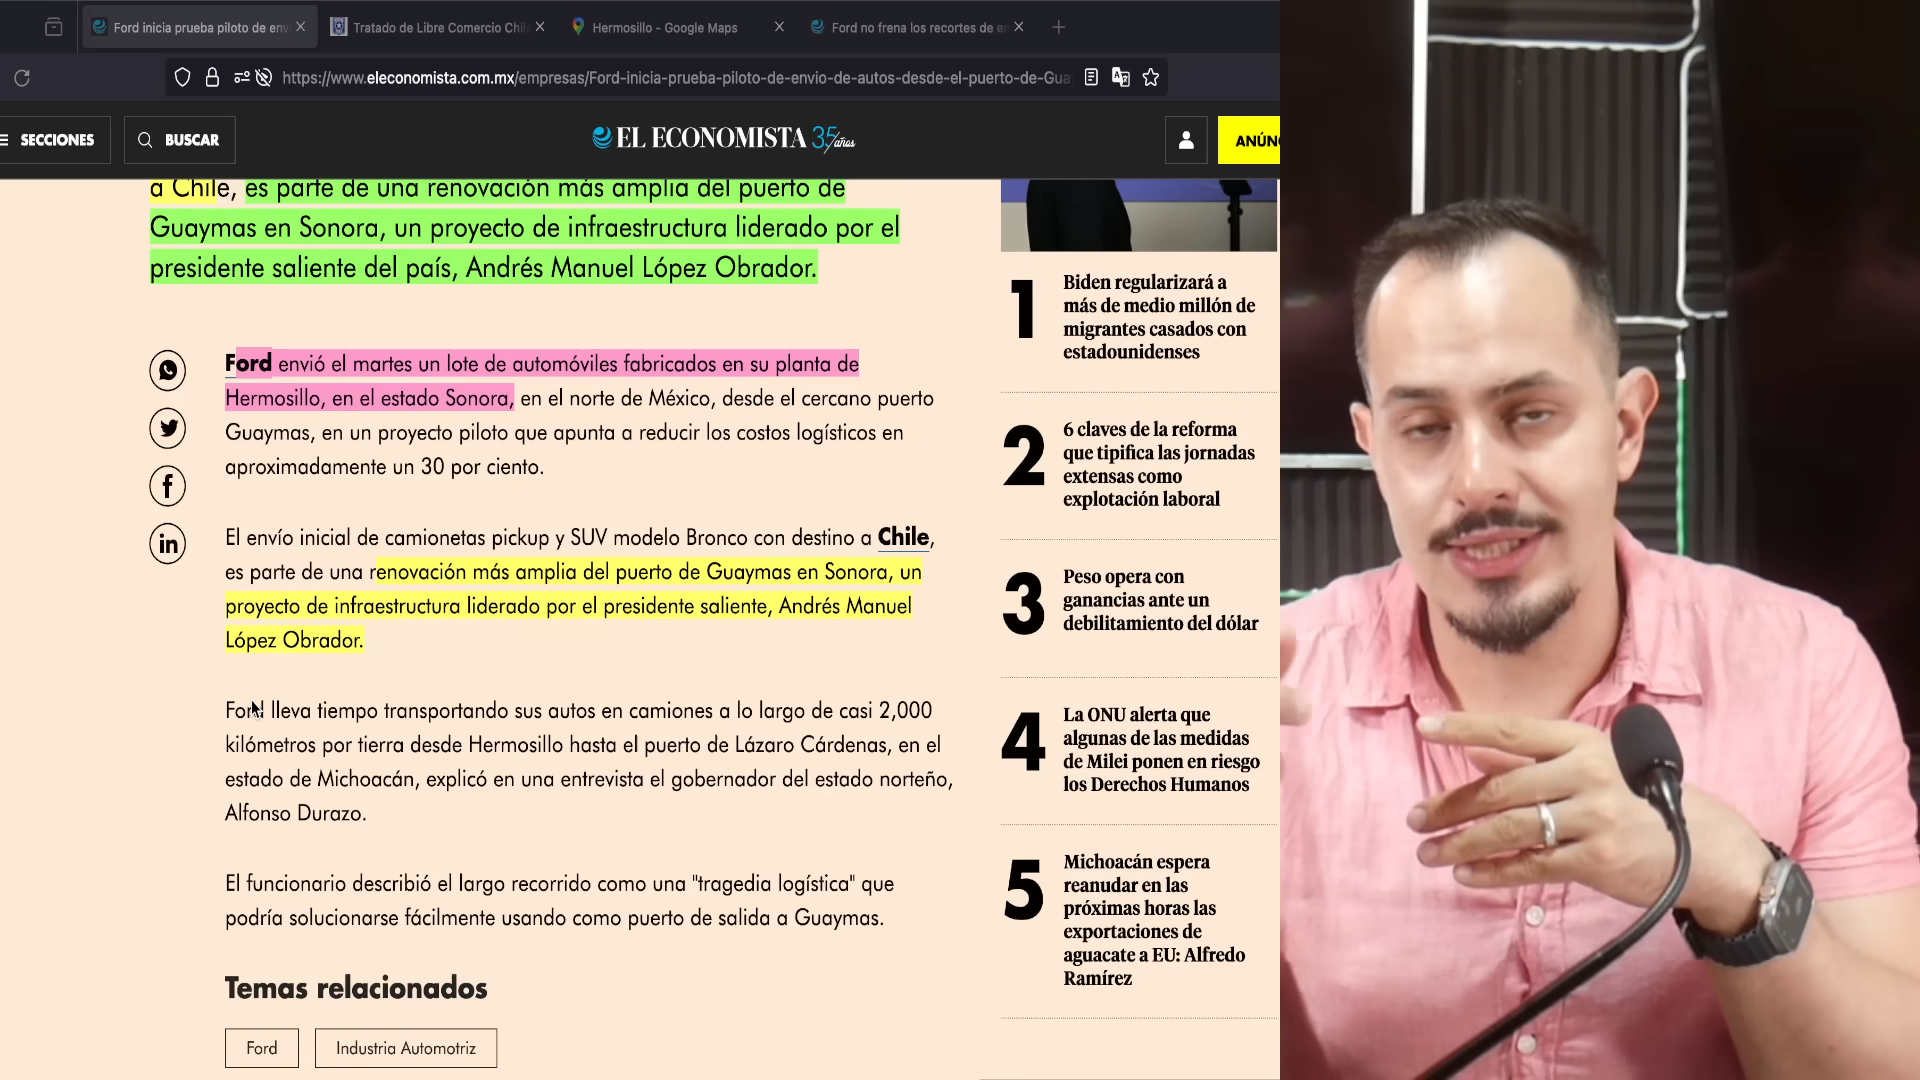 Ford inicia prueba piloto de env
Tratado de Libre Comercio Chil
Hermosillo - Google Maps
Ford no frena los recortes de e
https://www.eleconomista.com.mx/empresas/Ford-inicia-prueba-piloto-de-envio-de-autos-desde-el-puerto-de-Gua
SECCIONES
BUSCAR
EL ECONOMISTA 35 años
ANÚN
a Chile, es parte de una renovación más amplia del puerto de
Guaymas en Sonora, un proyecto de infraestructura liderado por el
presidente saliente del país, Andrés Manuel López Obrador.
Ford envió el martes un lote de automóviles fabricados en su planta de
Hermosillo, en el estado Sonora, en el norte de México, desde el cercano puerto
Guaymas, en un proyecto piloto que apunta a reducir los costos logísticos en
aproximadamente un 30 por ciento.
El envío inicial de camionetas pickup y SUV modelo Bronco con destino a Chile,
es parte de una renovación más amplia del puerto de Guaymas en Sonora, un
proyecto de infraestructura liderado por el presidente saliente, Andrés Manuel
López Obrador.
Ford lleva tiempo transportando sus autos en camiones a lo largo de casi 2,000
kilómetros por tierra desde Hermosillo hasta el puerto de Lázaro Cárdenas, en el
estado de Michoacán, explicó en una entrevista el gobernador del estado norteño,
Alfonso Durazo.
El funcionario describió el largo recorrido como una "tragedia logística" que
podría solucionarse fácilmente usando como puerto de salida a Guaymas.
Temas relacionados
Ford
Industria Automotriz
1
Biden regularizará a
más de medio millón de
migrantes casados con
estadounidenses
2
6 claves de la reforma
que tipifica las jornadas
extensas como
explotación laboral
3
Peso opera con
ganancias ante un
debilitamiento del dólar
4
La ONU alerta que
algunas de las medidas
de Milei ponen en riesgo
los Derechos Humanos
5
Michoacán espera
reanudar en las
próximas horas las
exportaciones de
aguacate a EU: Alfredo
Ramírez